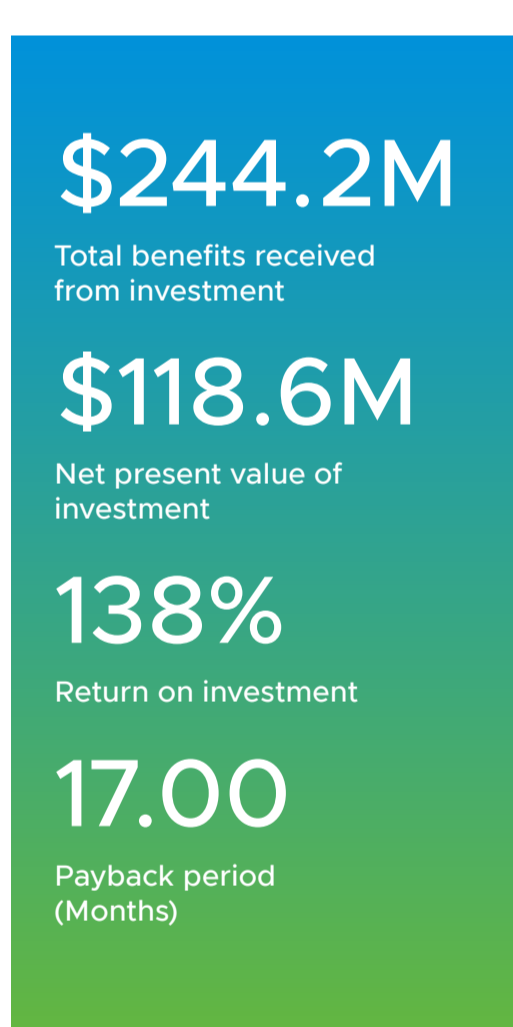 $244.2M
Total benefits received
from investment
$118.6M
Net present value of
investment
138%
Return on investment
17.00
Payback period
(Months)